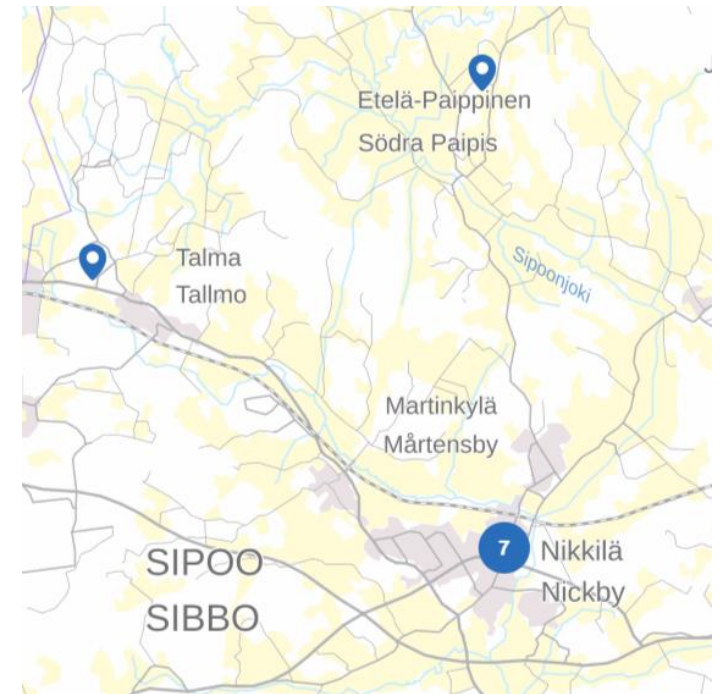 Etelä-Paippinen
Södra Paipis
Talma
Tallmo
Sipoonjoki
Martinkylä
Mårtensby
7
Nikkilä
Nickby
SIPOO
SIBBO